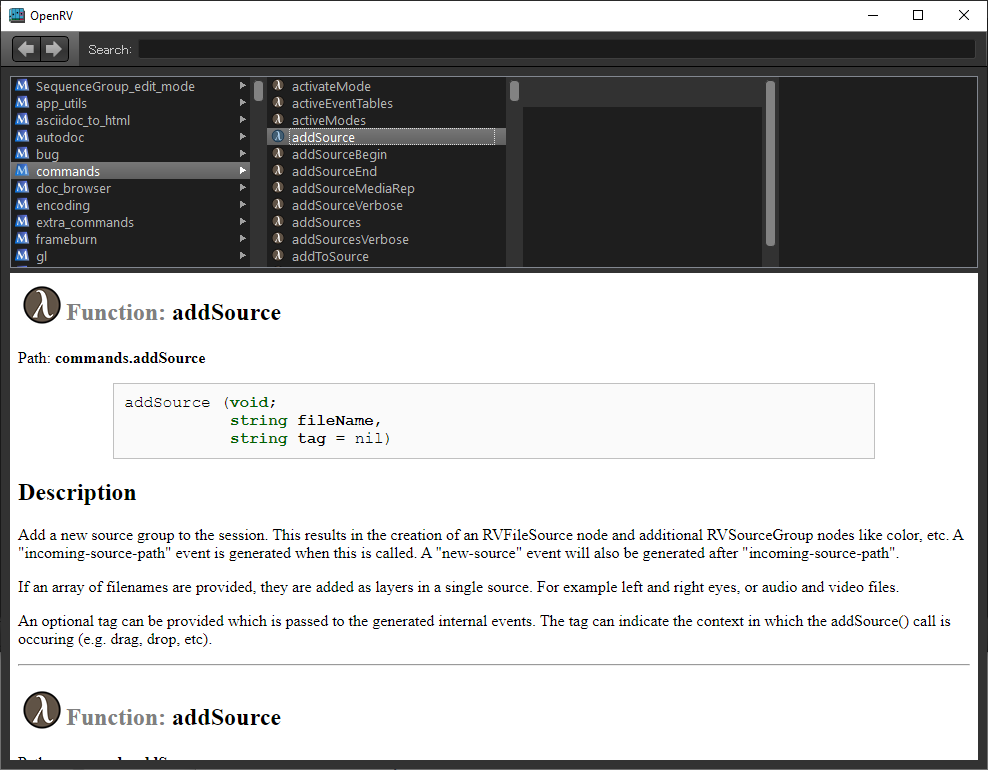 OpenRV
Search:
SequenceGroup_edit_mode
app_utils
asciidoc_to_html
autodoc
bug
commands
doc_browser
encoding
extra_commands
frameburn
gl
activateMode
activeEventTables
activeModes
addSource
addSourceBegin
addSourceEnd
addSourceMediaRep
addSourceVerbose
addSources
addSourcesVerbose
addToSource
Function: addSource
Path: commands.addSource
addSource (void;
string fileName,
string tag = nil)
Description
Add a new source group to the session. This results in the creation of an RVFileSource node and additional RVSourceGroup nodes like color, etc. A
"incoming-source-path" event is generated when this is called. A "new-source" event will also be generated after "incoming-source-path".
If an array of filenames are provided, they are added as layers in a single source. For example left and right eyes, or audio and video files.
An optional tag can be provided which is passed to the generated internal events. The tag can indicate the context in which the addSource() call is
occuring (e.g. drag, drop, etc).
Function: addSource